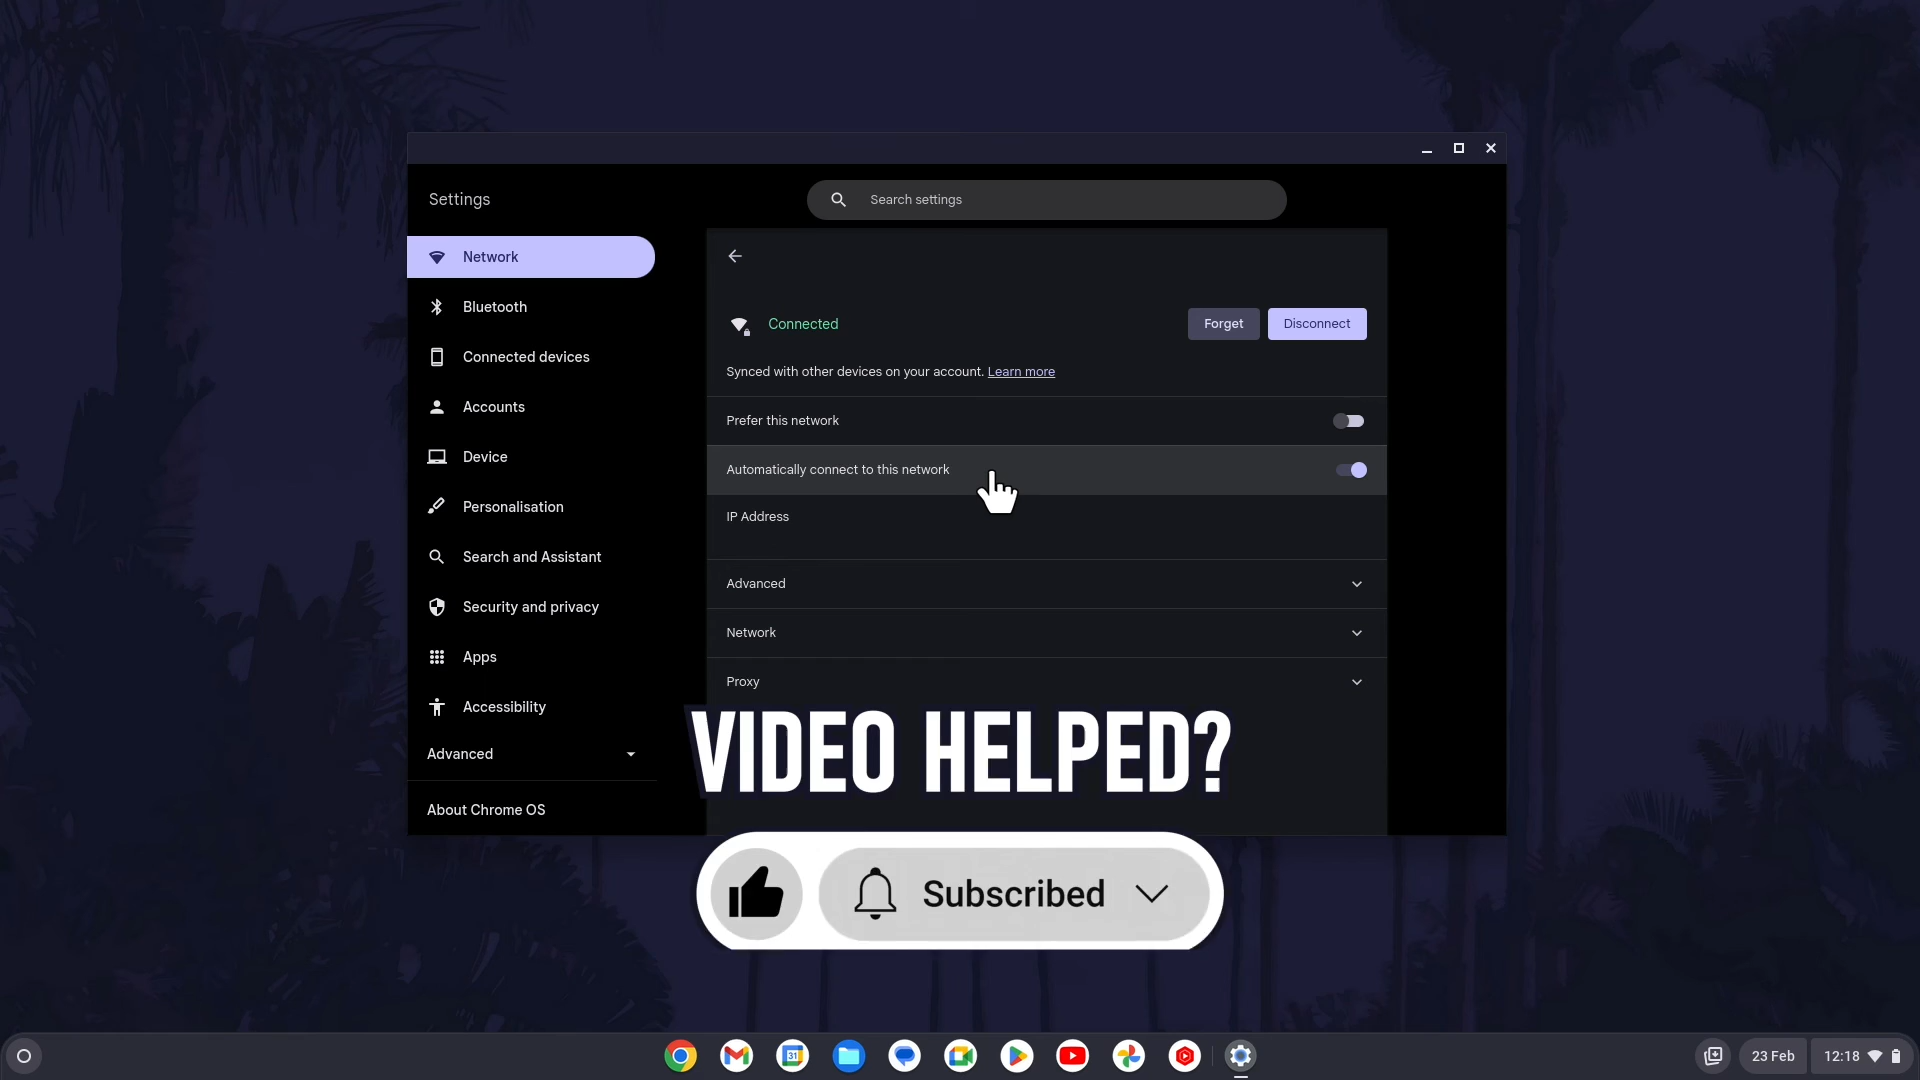 Settings
Search settings
Network
Bluetooth
Connected devices
Accounts
Device
Personalisation
Search and Assistant
Security and privacy
Apps
Accessibility
Advanced
About Chrome OS
Connected
Forget
Disconnect
Synced with other devices on your account. Learn more
Prefer this network
Automatically connect to this network
IP Address
Advanced
Network
Proxy
VIDEO HELPED?
Subscribed
31
23 Feb
12:18